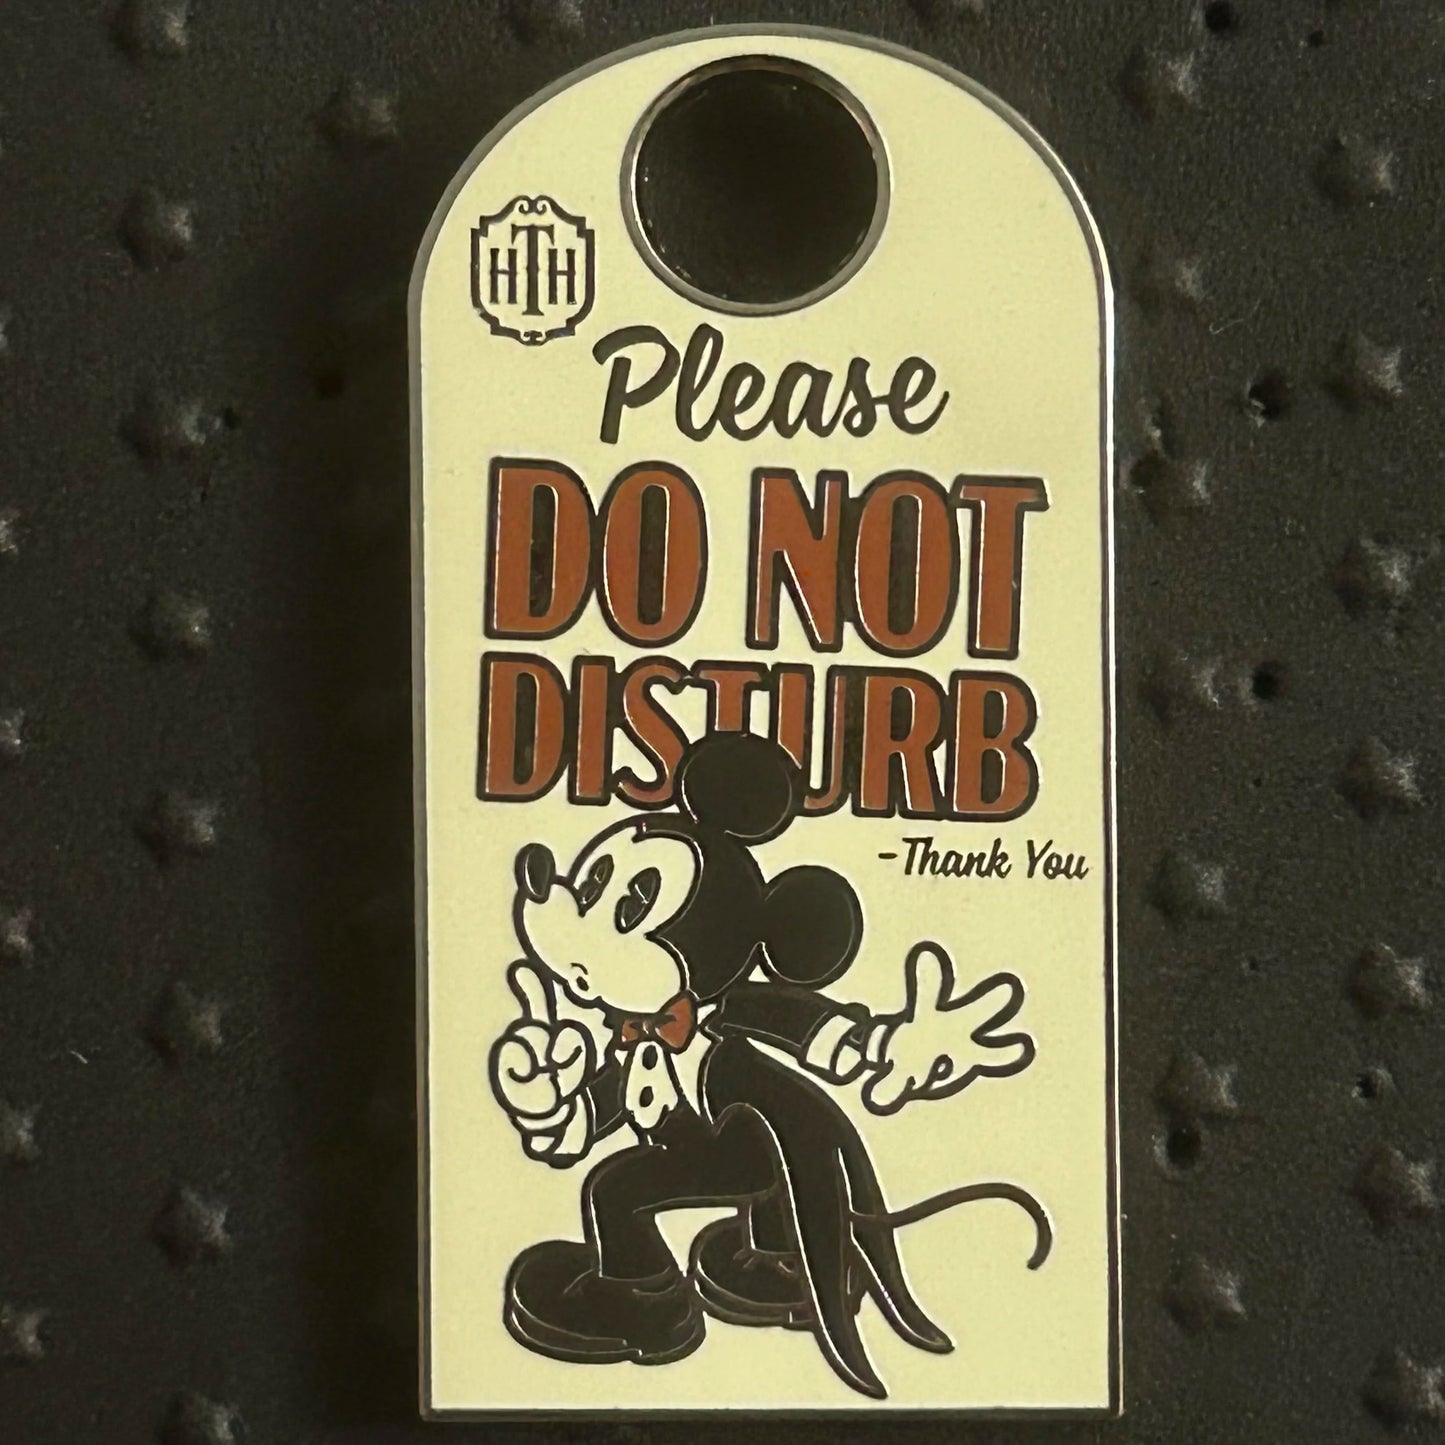 HTH
Please
DO NOT
DISTURB
-Thank You